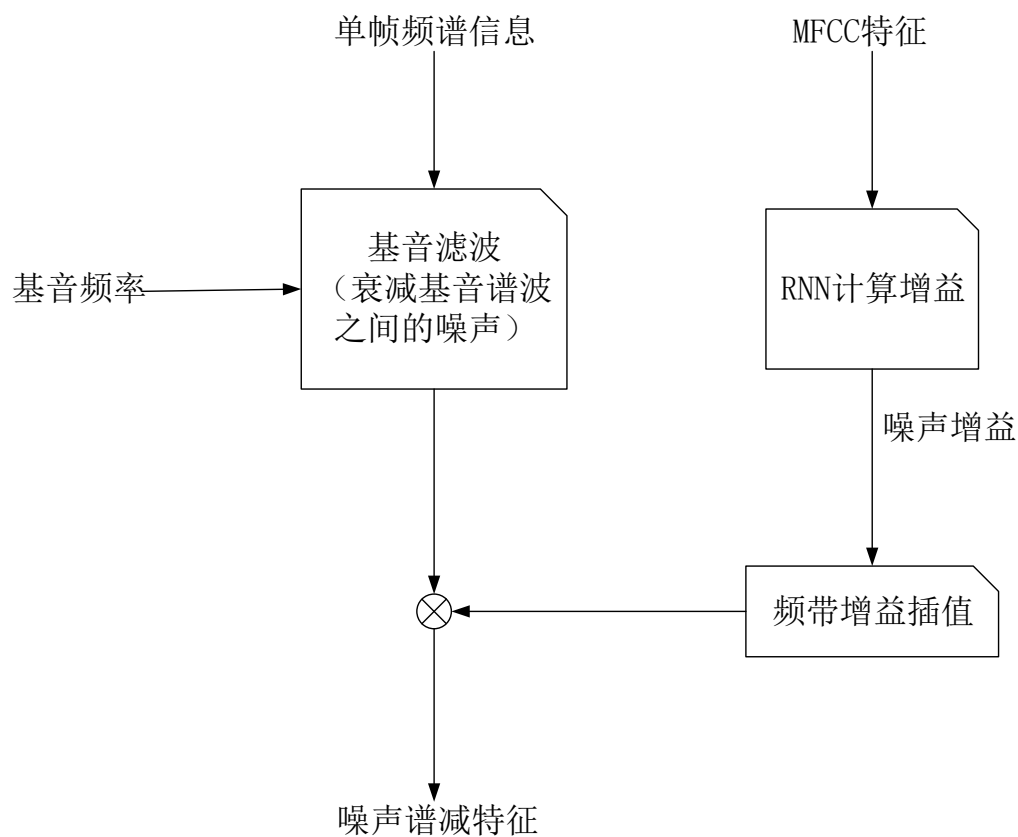 单帧频谱信息
MFCC特征
基音滤波
（衰减基音谱波
之间的噪声）
基音频率
RNN计算增益
噪声增益
频带增益插值
噪声谱减特征